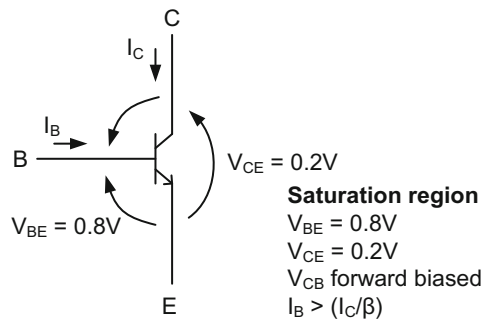 C
I_C
I_B
B
V_CE = 0.2V
V_BE = 0.8V
E
Saturation region
V_BE = 0.8V
V_CE = 0.2V
V_CB forward biased
I_B > (I_C/β)